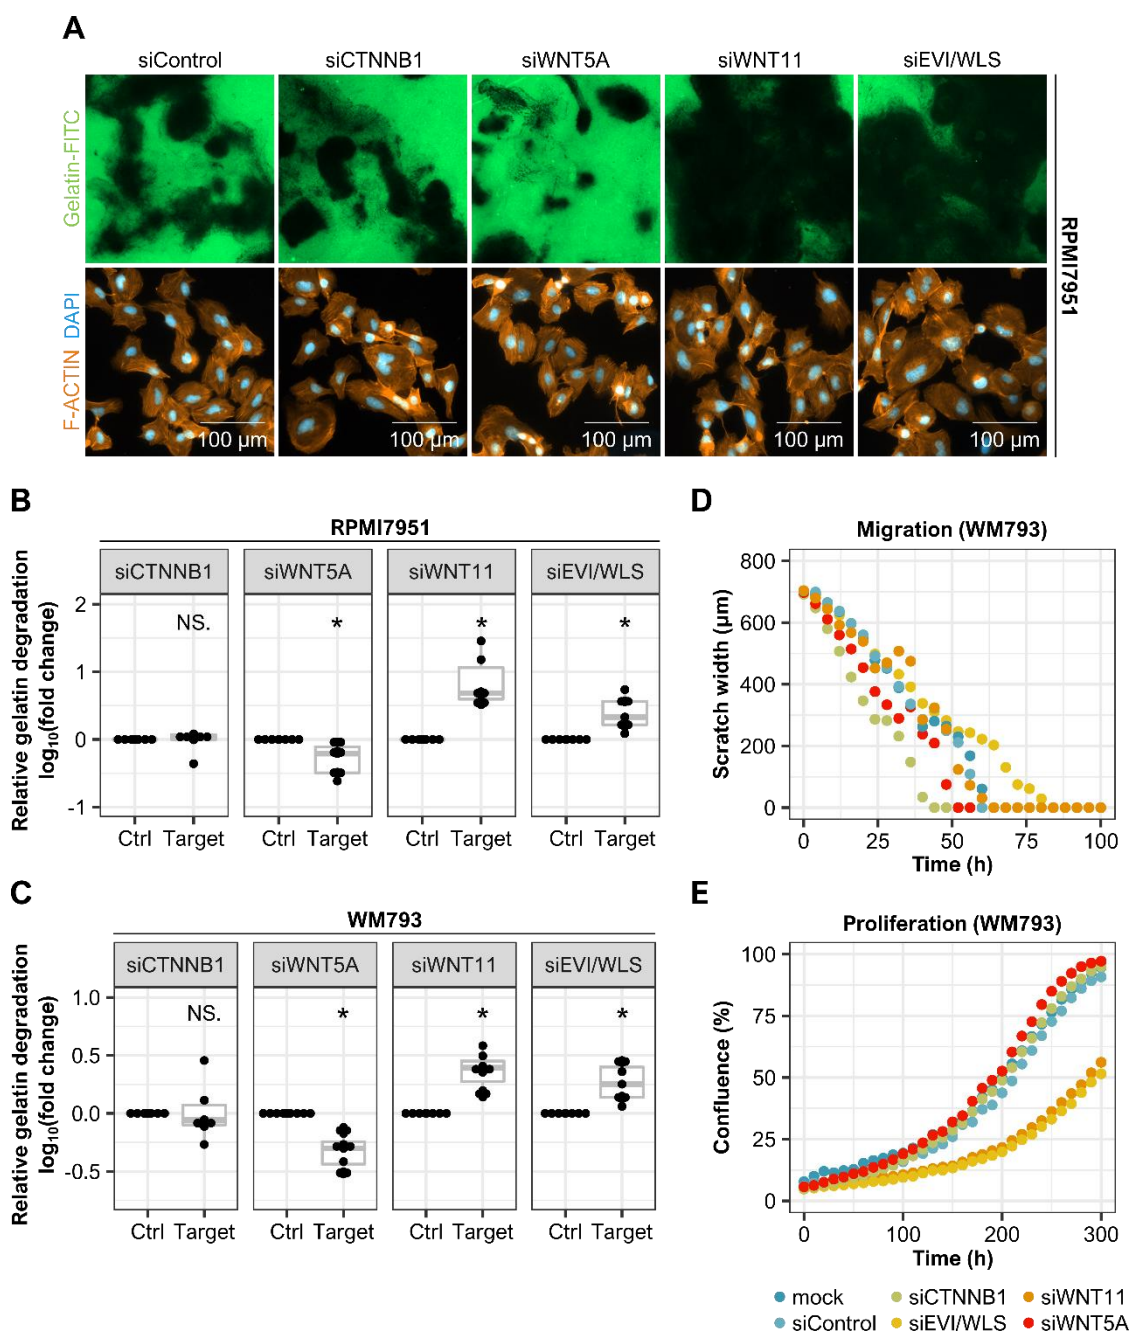 A
siControl siCTNNB1 siWNT5A siWNT11 siEVI/WLS
Gelatin-FITC
F-ACTIN DAPI
RPMI7951
100 µm 100 µm 100 µm 100 µm 100 µm
B
RPMI7951
siCTNNB1 siWNT5A siWNT11 siEVI/WLS
Relative gelatin degradation
log10(fold change)
2
1
0
-1
NS. * * *
Ctrl Target Ctrl Target Ctrl Target Ctrl Target
C
WM793
siCTNNB1 siWNT5A siWNT11 siEVI/WLS
Relative gelatin degradation
log10(fold change)
1.0
0.5
0.0
-0.5
NS. * * *
Ctrl Target Ctrl Target Ctrl Target Ctrl Target
D
Migration (WM793)
Scratch width (µm)
800
600
400
200
0
0 25 50 75 100
Time (h)
E
Proliferation (WM793)
Confluence (%)
100
75
50
25
0
0 100 200 300
Time (h)
mock siCTNNB1 siWNT11
siControl siEVI/WLS siWNT5A